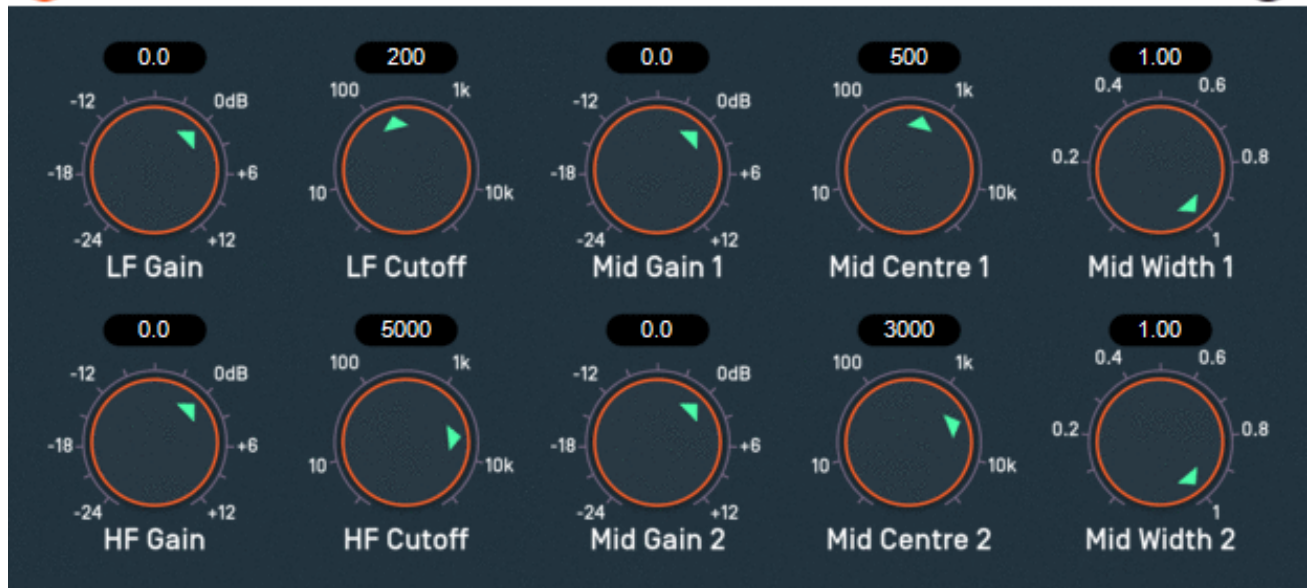 0.0 200 0.0 500 1.00
-12 0dB 100 1k -12 0dB 100 1k 0.4 0.6
-18 +6 10 10k -18 +6 10 10k 0.2 0.8
-24 +12 -24 +12 1
LF Gain LF Cutoff Mid Gain 1 Mid Centre 1 Mid Width 1
0.0 5000 0.0 3000 1.00
-12 0dB 100 1k -12 0dB 100 1k 0.4 0.6
-18 +6 10 10k -18 +6 10 10k 0.2 0.8
-24 +12 -24 +12 1
HF Gain HF Cutoff Mid Gain 2 Mid Centre 2 Mid Width 2